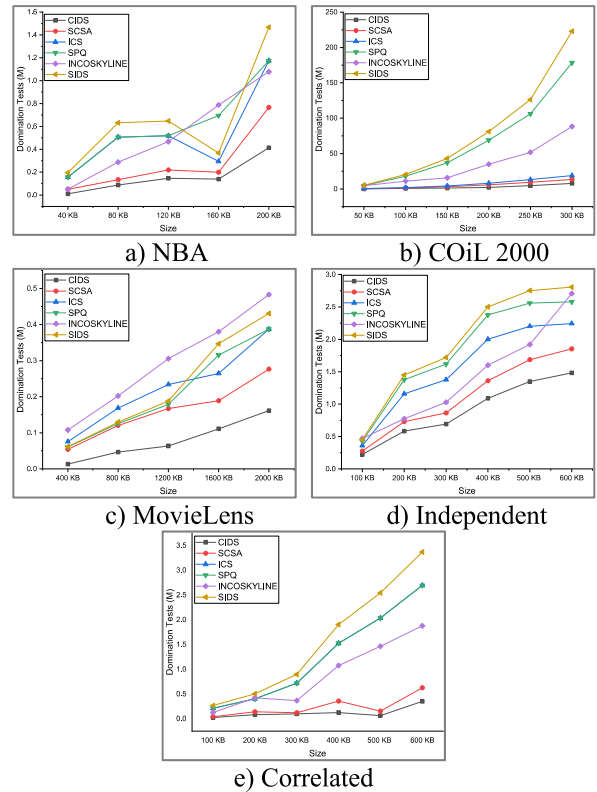 CIDS
SCSA
ICS
SPQ
INCOSKYLINE
SIDS
Domination Tests (M)
1.6
1.4
1.2
1.0
0.8
0.6
0.4
0.2
0.0
40 KB 80 KB 120 KB 160 KB 200 KB
Size
a) NBA
CIDS
SCSA
ICS
SPQ
INCOSKYLINE
SIDS
Domination Tests (M)
250
200
150
100
50
0
50 KB 100 KB 150 KB 200 KB 250 KB 300 KB
Size
b) COiL 2000
CIDS
SCSA
ICS
SPQ
INCOSKYLINE
SIDS
Domination Tests (M)
0.5
0.4
0.3
0.2
0.1
0.0
400 KB 800 KB 1200 KB 1600 KB 2000 KB
Size
c) MovieLens
CIDS
SCSA
ICS
SPQ
INCOSKYLINE
SIDS
Domination Tests (M)
3.0
2.5
2.0
1.5
1.0
0.5
0.0
100 KB 200 KB 300 KB 400 KB 500 KB 600 KB
Size
d) Independent
CIDS
SCSA
ICS
SPQ
INCOSKYLINE
SIDS
Domination Tests (M)
3.5
3.0
2.5
2.0
1.5
1.0
0.5
0.0
100 KB 200 KB 300 KB 400 KB 500 KB 600 KB
Size
e) Correlated